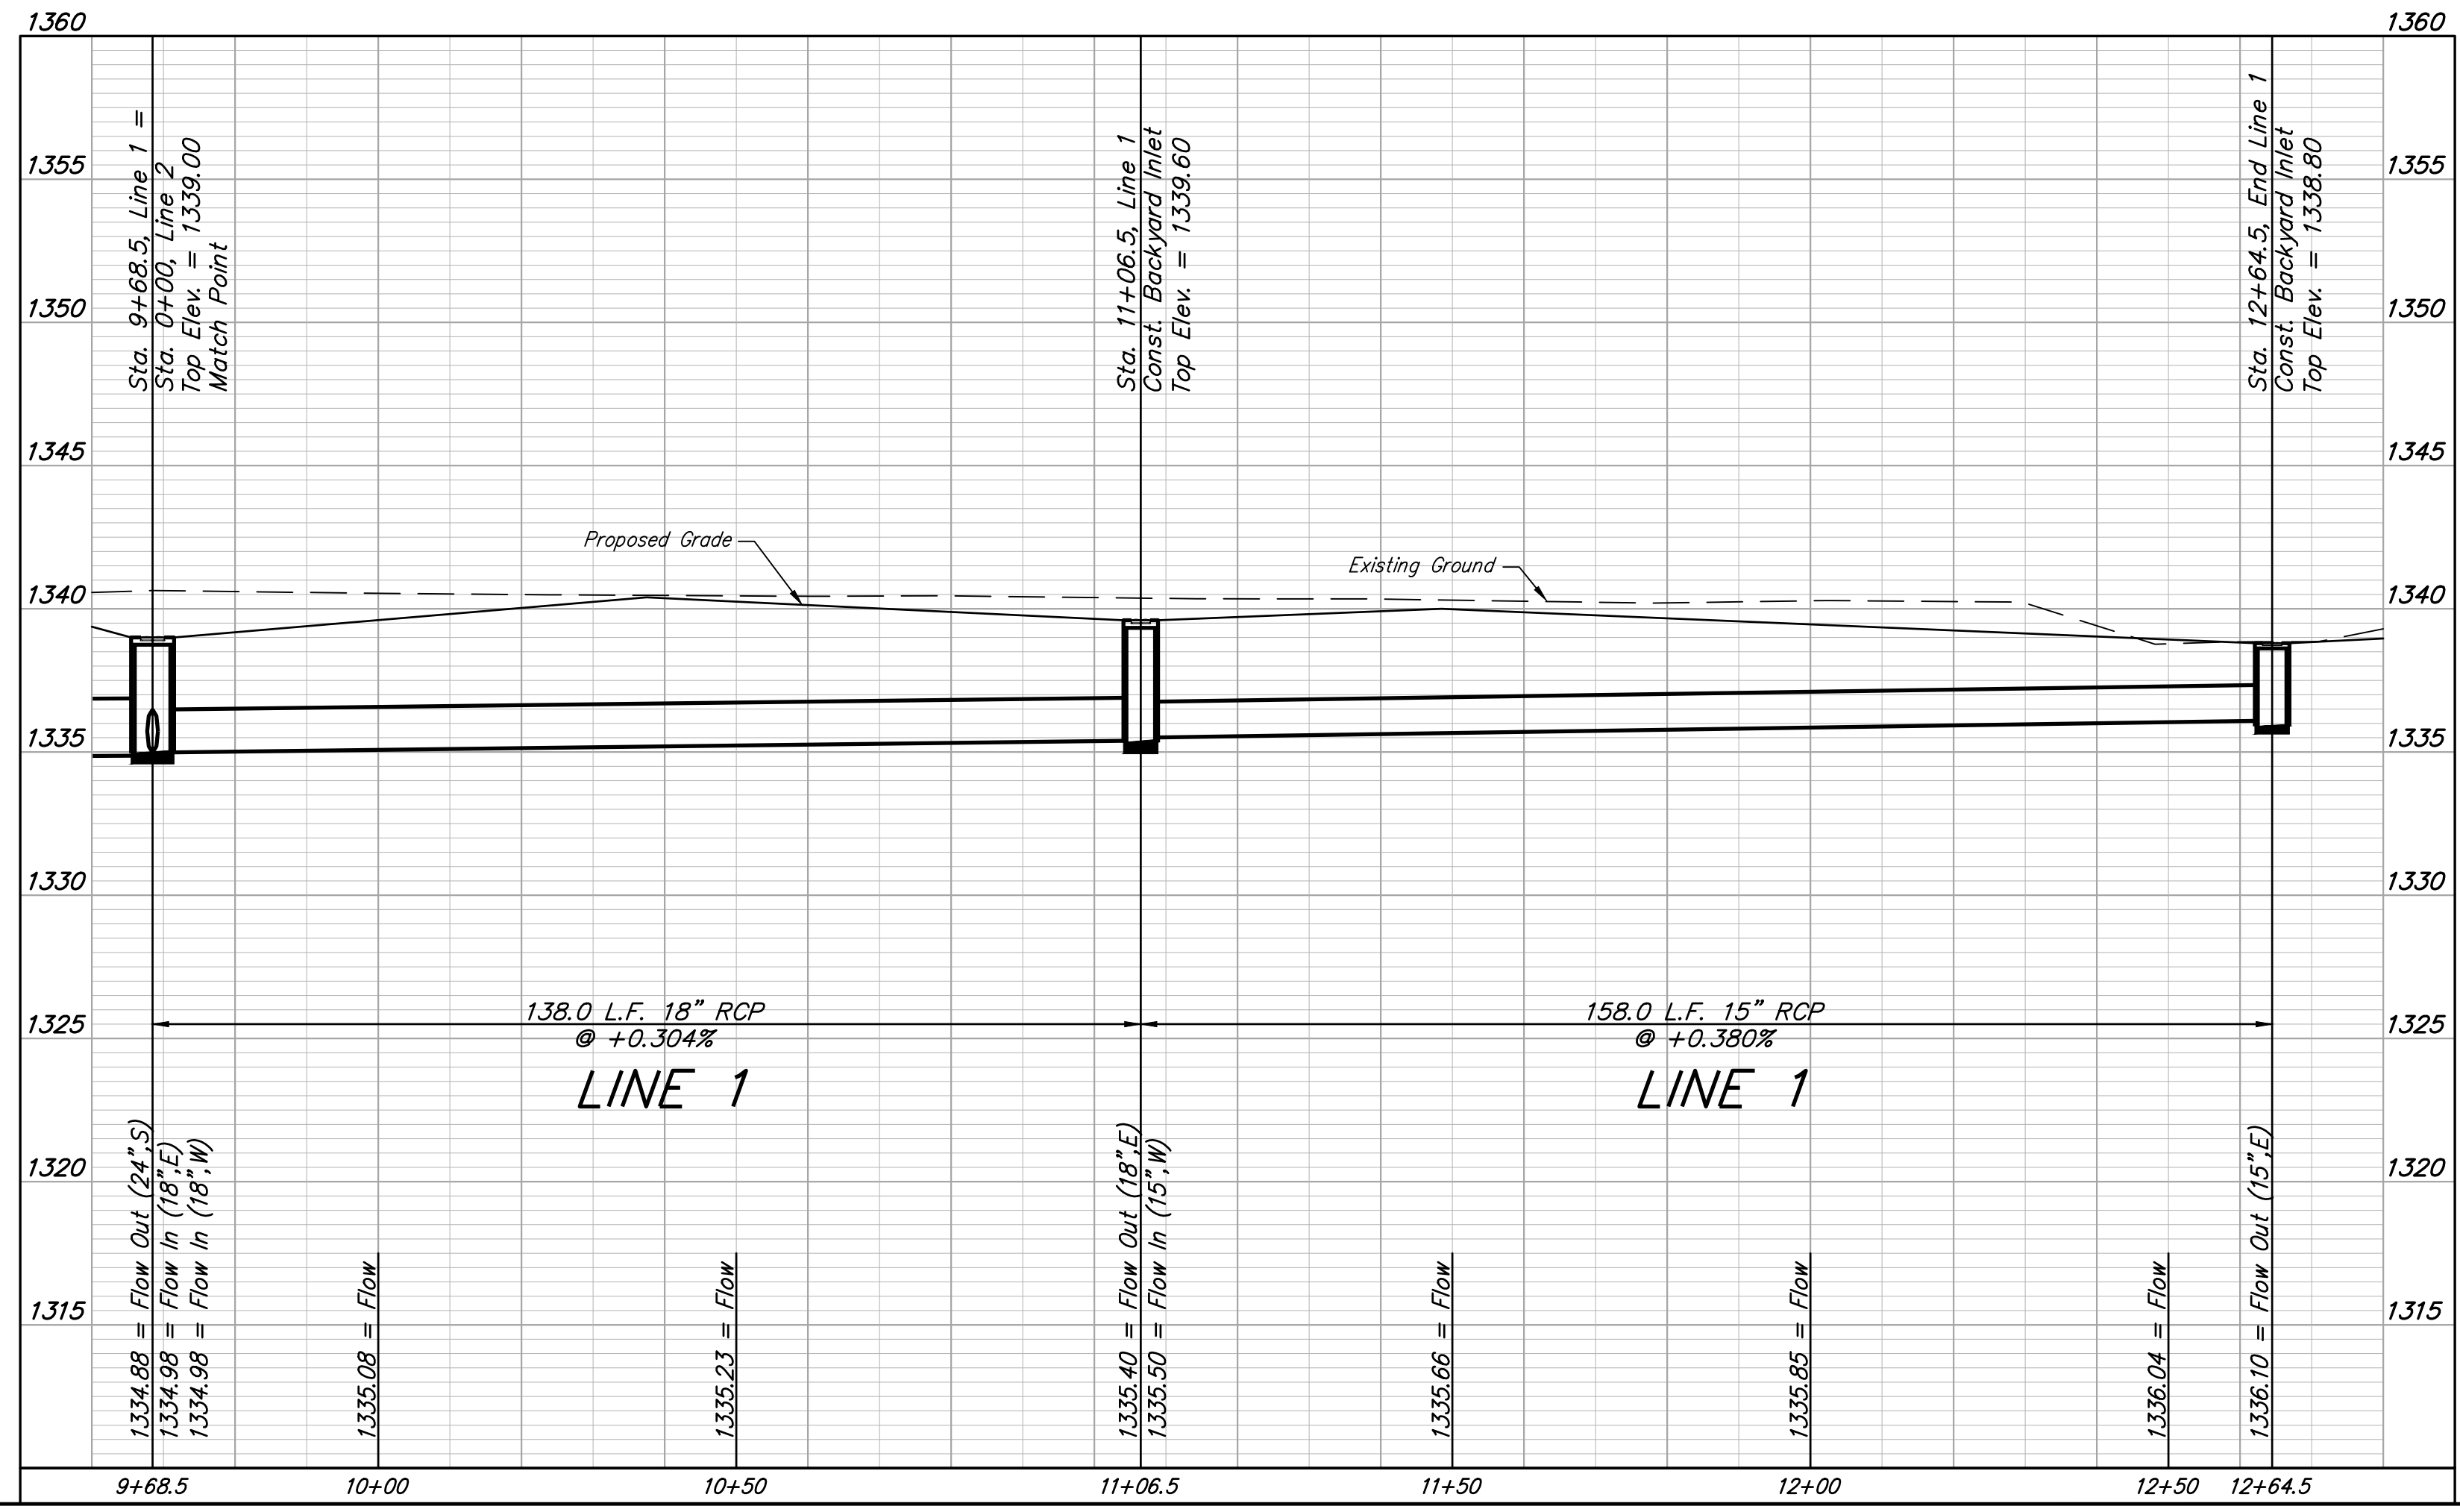 1360
1360
1355
1355
1350
1350
1345
1345
1340
1340
1335
1335
1330
1330
1325
1325
1320
1320
1315
1315
Sta. 9+68.5, Line 1 =
Sta. 0+00, Line 2
Top Elev. = 1339.00
Match Point
Sta. 11+06.5, Line 1
Const. Backyard Inlet
Top Elev. = 1339.60
Sta. 12+64.5, End Line 1
Const. Backyard Inlet
Top Elev. = 1338.80
Proposed Grade
Existing Ground
138.0 L.F. 18" RCP
@ +0.304%
LINE 1
158.0 L.F. 15" RCP
@ +0.380%
LINE 1
1334.88 = Flow Out (24",S)
1334.98 = Flow In (18",E)
1334.98 = Flow In (18",W)
1335.08 = Flow
1335.23 = Flow
1335.40 = Flow Out (18",E)
1335.50 = Flow In (15",W)
1335.66 = Flow
1335.85 = Flow
1336.04 = Flow
1336.10 = Flow Out (15",E)
9+68.5
10+00
10+50
11+06.5
11+50
12+00
12+50
12+64.5